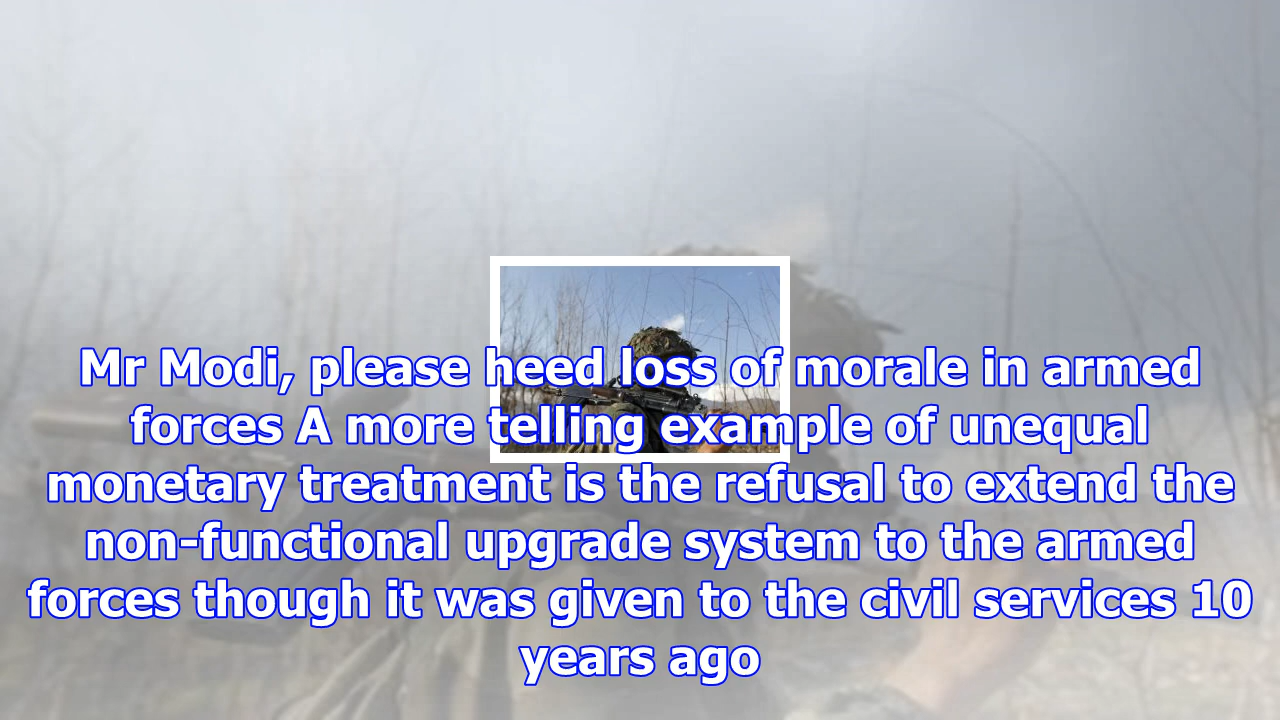 Mr Modi, please heed loss of morale in armed
forces A more telling example of unequal
monetary treatment is the refusal to extend the
non-functional upgrade system to the armed
forces though it was given to the civil services 10
years ago